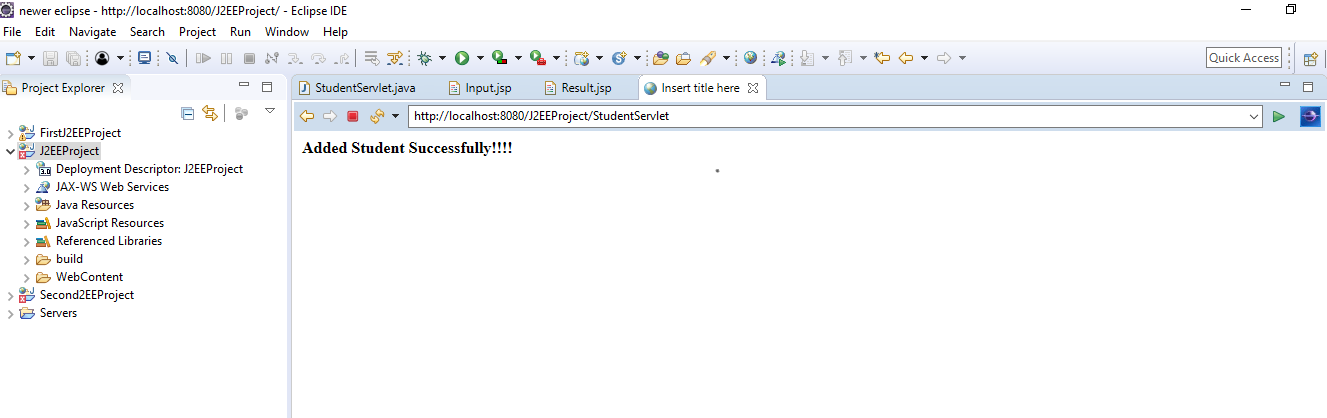 newer eclipse - http://localhost:8080/J2EEProject/ - Eclipse IDE
File Edit Navigate Search Project Run Window Help
Quick Access
Project Explorer
StudentServlet.java Input.jsp Result.jsp Insert title here
http://localhost:8080/J2EEProject/StudentServlet
FirstJ2EEProject
J2EEProject
3.0 Deployment Descriptor: J2EEProject
JAX-WS Web Services
Java Resources
JavaScript Resources
Referenced Libraries
build
WebContent
Second2EEProject
Servers
Added Student Successfully!!!!